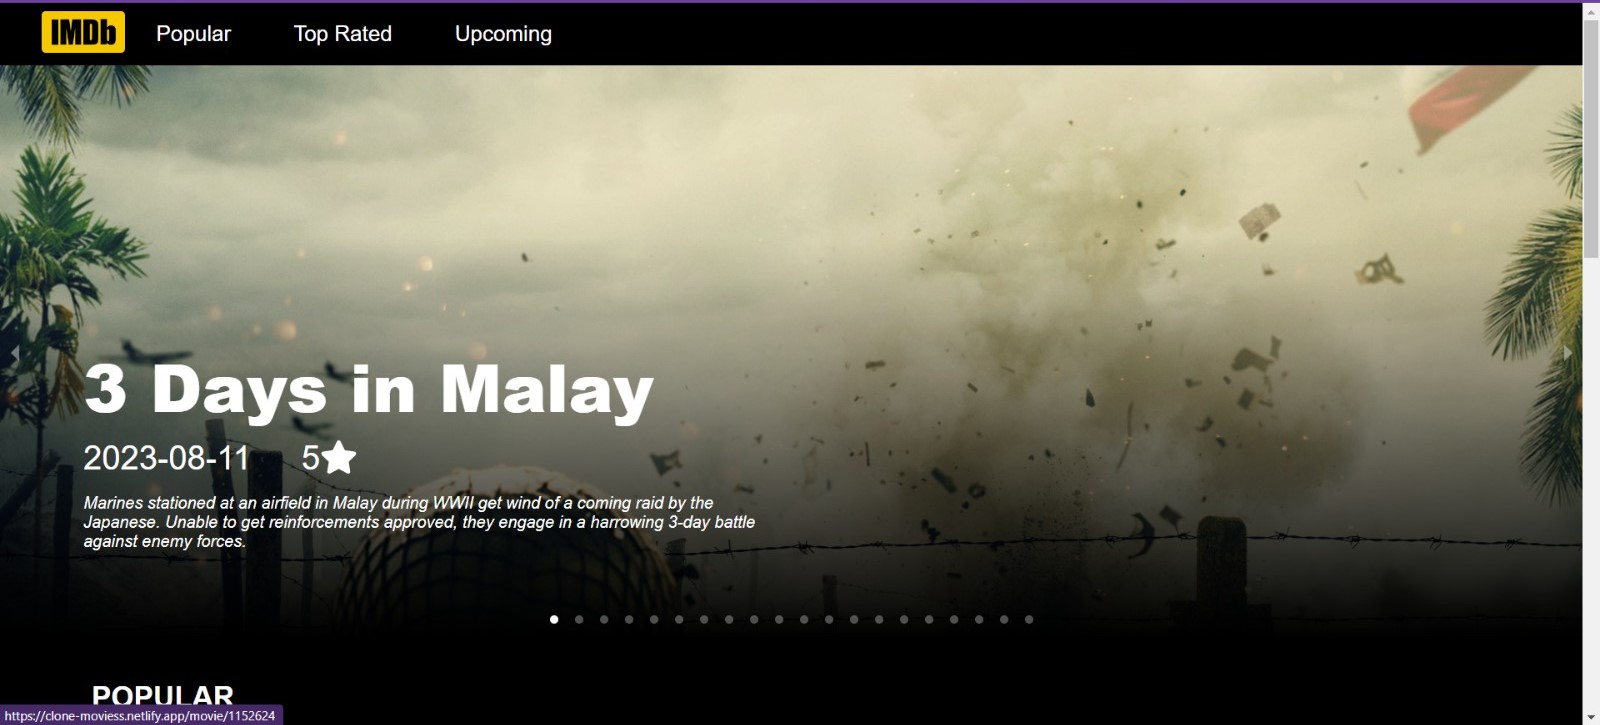 IMDb Popular Top Rated Upcoming
3 Days in Malay
2023-08-11 5
Marines stationed at an airfield in Malay during WWII get wind of a coming raid by the
Japanese. Unable to get reinforcements approved, they engage in a harrowing 3-day battle
against enemy forces.
POPULAR
https://clone-moviess.netlify.app/movie/1152624